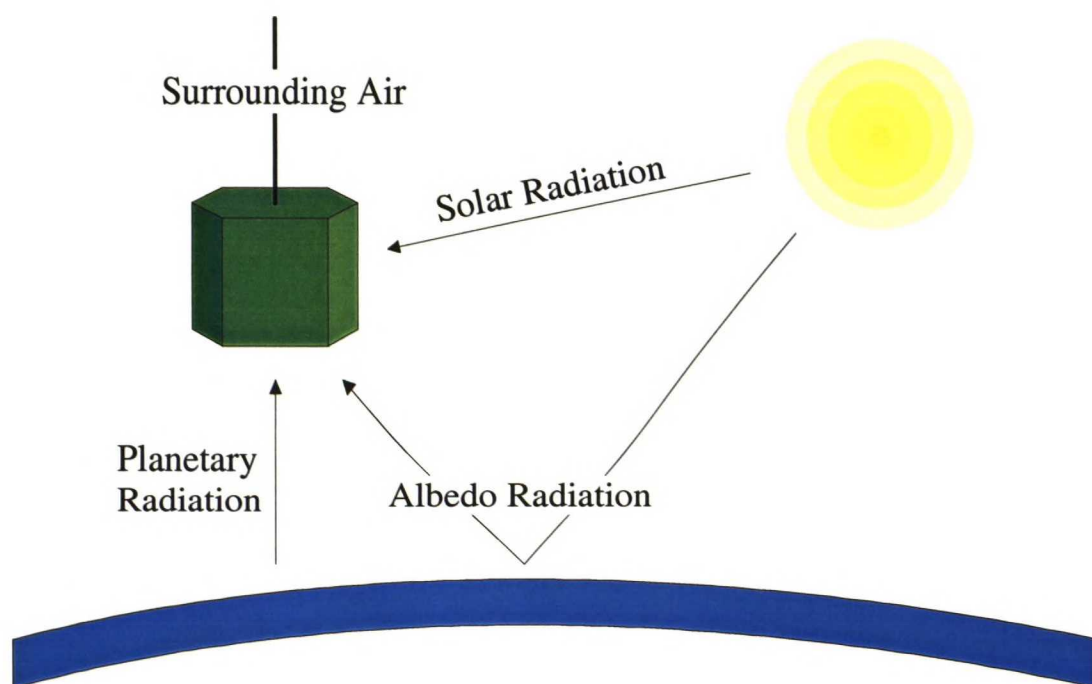 Surrounding Air
Solar Radiation
Planetary
Radiation
Albedo Radiation